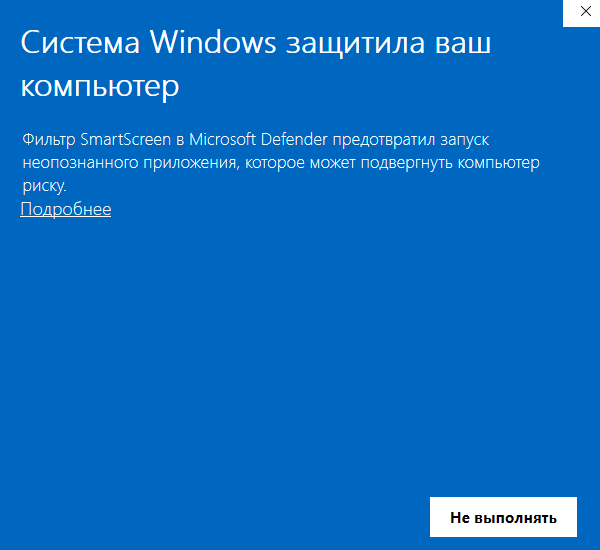 Система Windows защитила ваш
компьютер
Фильтр SmartScreen в Microsoft Defender предотвратил запуск
неопознанного приложения, которое может подвергнуть компьютер
риску.
Подробнее
Не выполнять